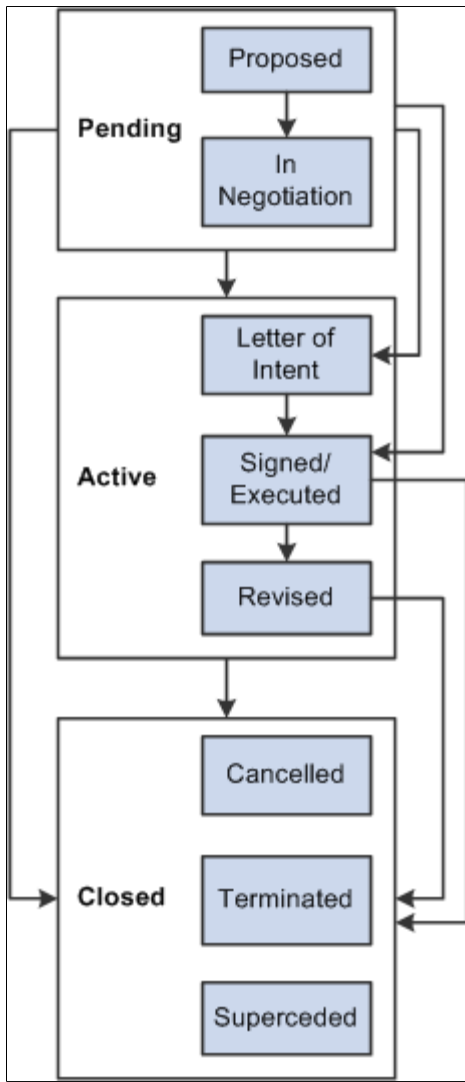 Proposed
Pending
In
Negotiation
Letter of
Intent
Active
Signed/
Executed
Revised
Cancelled
Closed
Terminated
Superceded